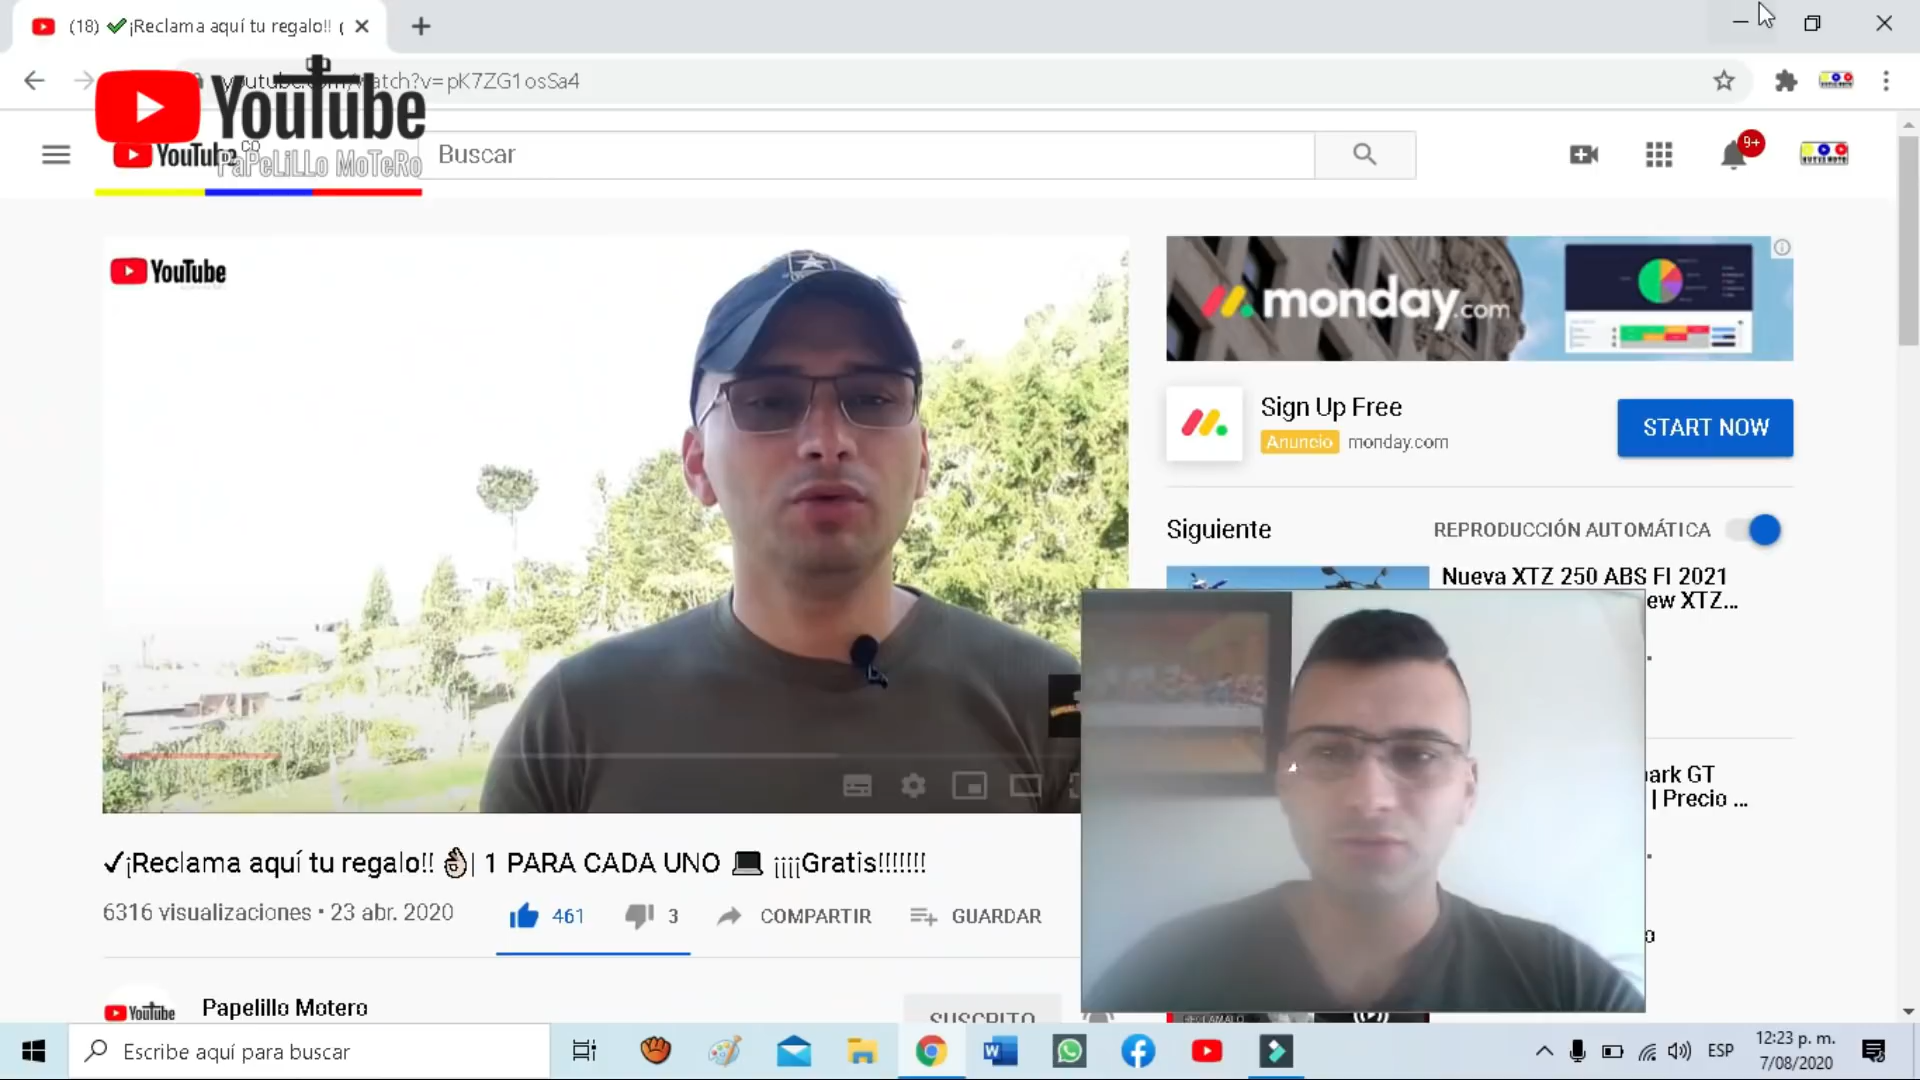 (18) ✔¡Reclama aquí tu regalo!! (
youtube.com/watch?v=pK7ZG1osSa4
YouTube
PaPeLiLLo MoTeRo
YouTube CO
Buscar
9+
YouTube
monday.com
Sign Up Free
Anuncio monday.com
START NOW
Siguiente
REPRODUCCIÓN AUTOMÁTICA
Nueva XTZ 250 ABS FI 2021
ew XTZ...
ark GT
| Precio ...
✔¡Reclama aquí tu regalo!! 👌| 1 PARA CADA UNO 💻 ¡¡¡¡Gratis!!!!!!!
6316 visualizaciones • 23 abr. 2020
461
3
COMPARTIR
GUARDAR
YouTube
Papelillo Motero
SUSCRITO
Escribe aquí para buscar
ESP
12:23 p. m.
7/08/2020